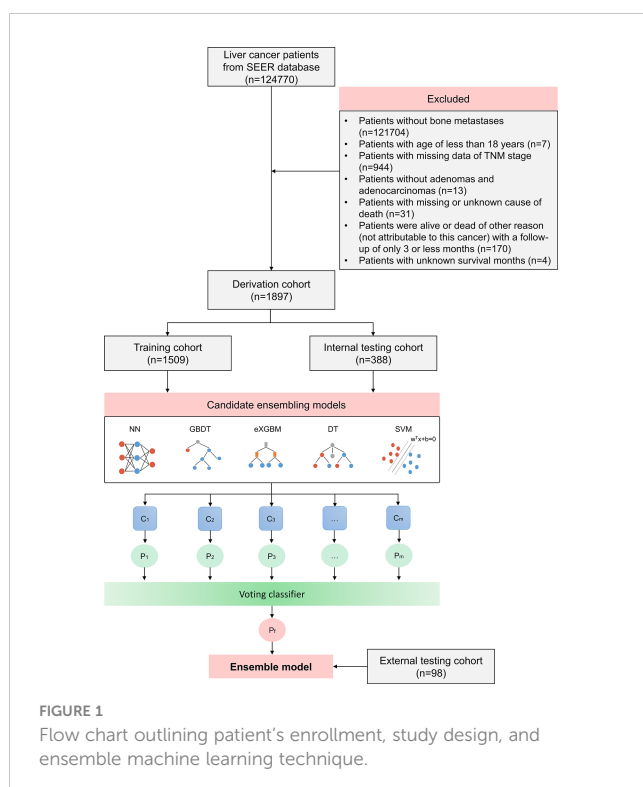 Liver cancer patients
from SEER database
(n=124770)
Excluded
• Patients without bone metastases
(n=121704)
• Patients with age of less than 18 years (n=7)
• Patients with missing data of TNM stage
(n=944)
• Patients without adenomas and
adenocarcinomas (n=13)
• Patients with missing or unknown cause of
death (n=31)
• Patients were alive or dead of other reason
(not attributable to this cancer) with a follow-
up of only 3 or less months (n=170)
• Patients with unknown survival months (n=4)
Derivation cohort
(n=1897)
Training cohort
(n=1509)
Internal testing cohort
(n=388)
Candidate ensembling models
NN GBDT eXGBM DT SVM
wᵀx+b=0
C₁ C₂ C₃ ... Cₘ
P₁ P₂ P₃ ... Pₘ
Voting classifier
Pf
Ensemble model
External testing cohort
(n=98)
FIGURE 1
Flow chart outlining patient's enrollment, study design, and
ensemble machine learning technique.